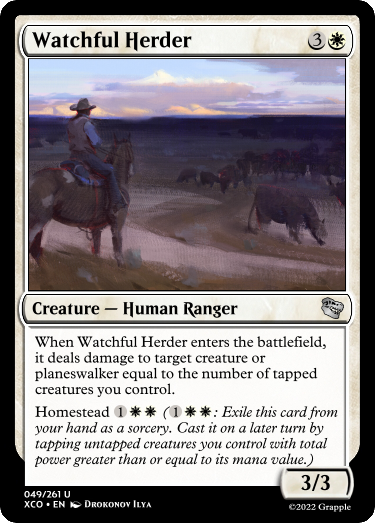 Watchful Herder 3
When Watchful Herder enters the battlefield,
it deals damage to target creature or
planeswalker equal to the number of tapped
creatures you control.
Creature — Human Ranger
Homestead 1 (1: Exile this card from
your hand as a sorcery. Cast it on a later turn by
tapping untapped creatures you control with total
power greater than or equal to its mana value.)
3/3
049/261 U
XCO • EN Drokonov Ilya
©2022 Grapple